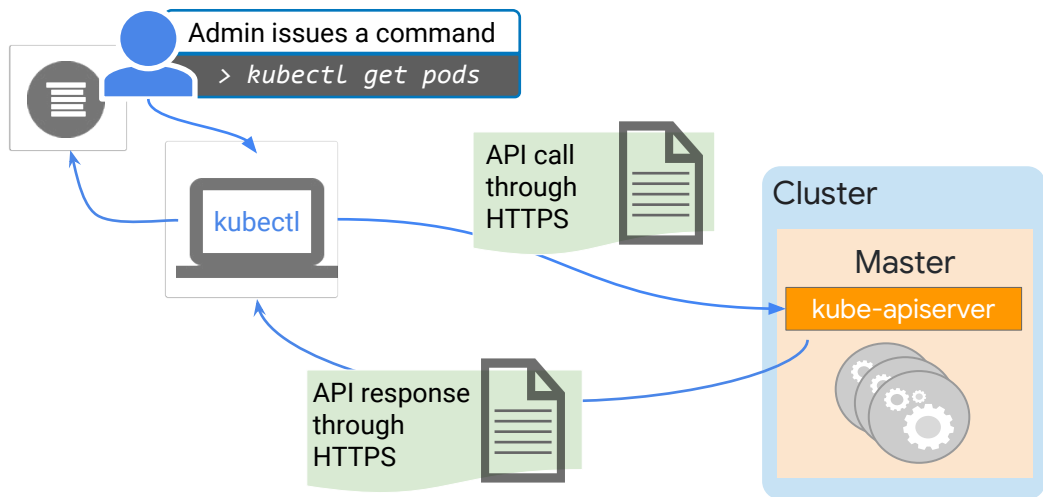 Admin issues a command
> kubectl get pods
kubectl
API call
through
HTTPS
Cluster
Master
kube-apiserver
API response
through
HTTPS